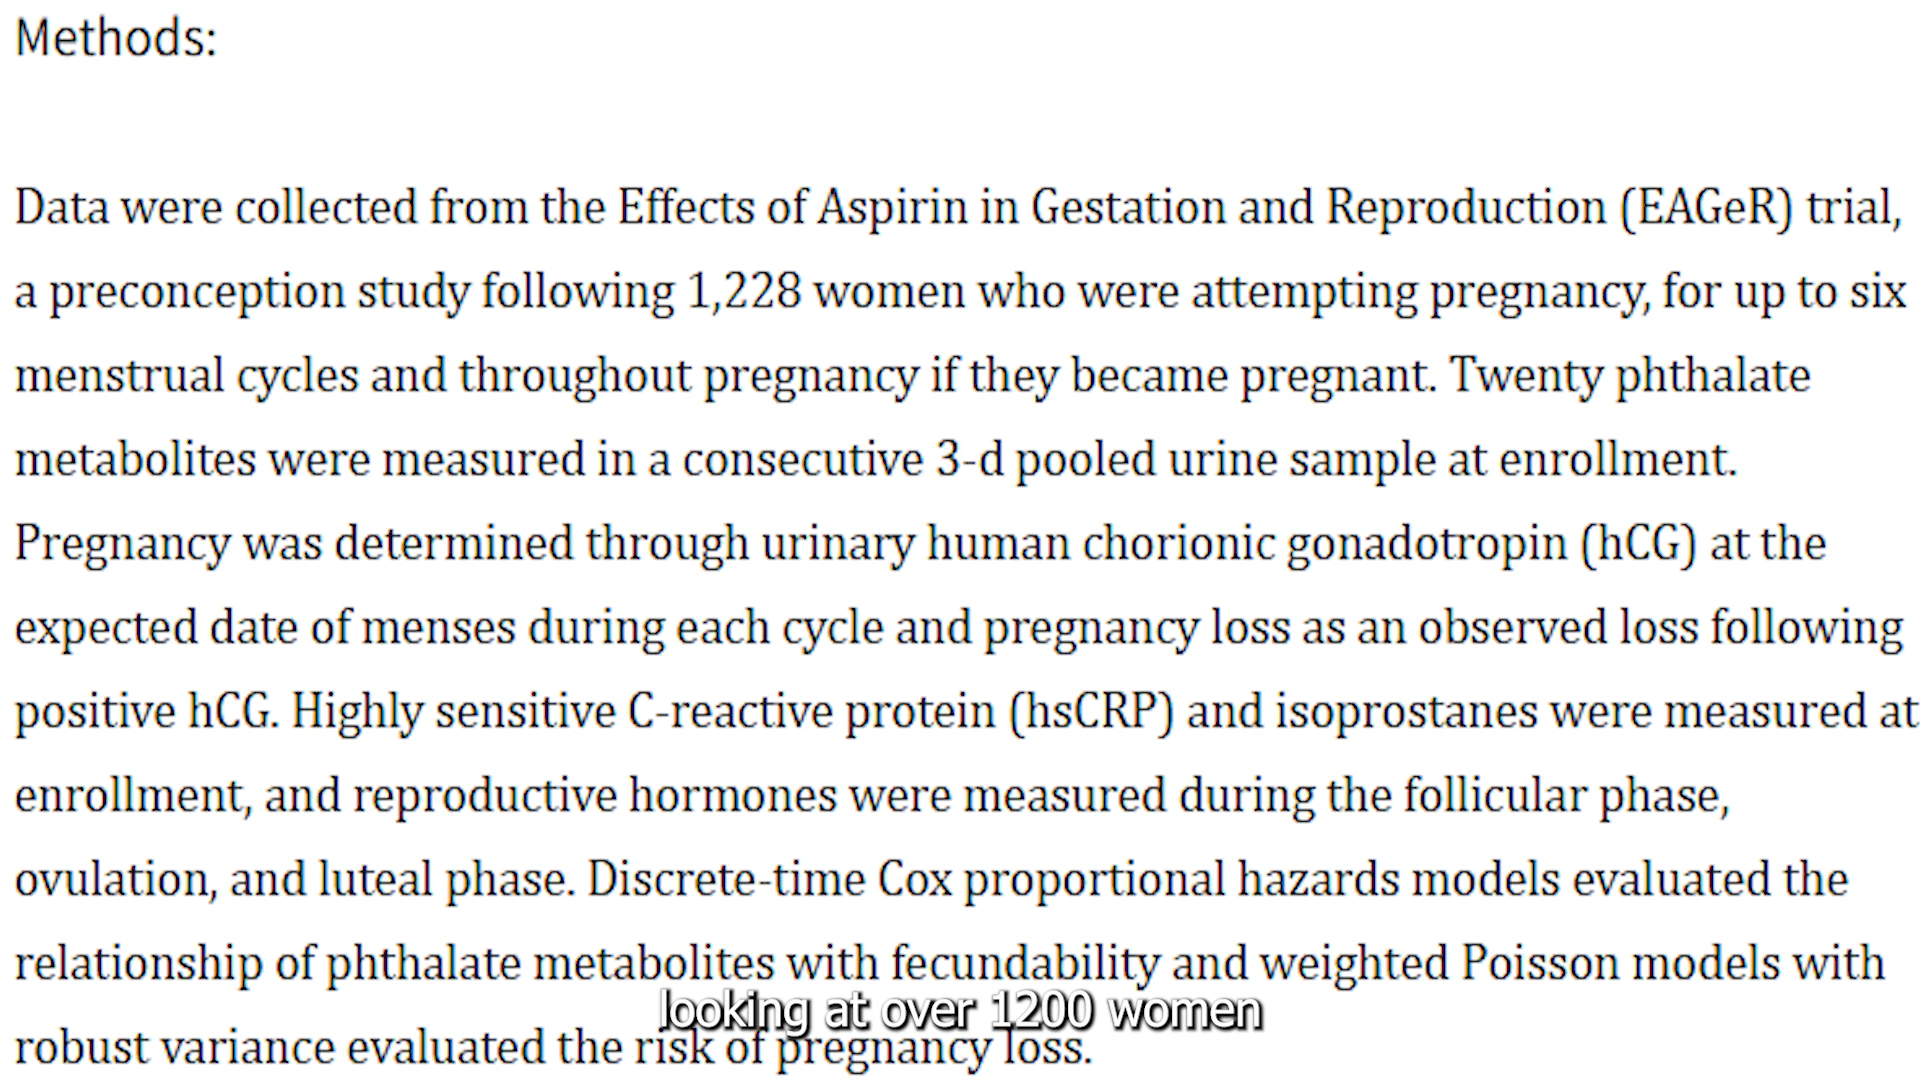 Methods:
Data were collected from the Effects of Aspirin in Gestation and Reproduction (EAGeR) trial,
a preconception study following 1,228 women who were attempting pregnancy, for up to six
menstrual cycles and throughout pregnancy if they became pregnant. Twenty phthalate
metabolites were measured in a consecutive 3-d pooled urine sample at enrollment.
Pregnancy was determined through urinary human chorionic gonadotropin (hCG) at the
expected date of menses during each cycle and pregnancy loss as an observed loss following
positive hCG. Highly sensitive C-reactive protein (hsCRP) and isoprostanes were measured at
enrollment, and reproductive hormones were measured during the follicular phase,
ovulation, and luteal phase. Discrete-time Cox proportional hazards models evaluated the
relationship of phthalate metabolites with fecundability and weighted Poisson models with
looking at over 1200 women
robust variance evaluated the risk of pregnancy loss.